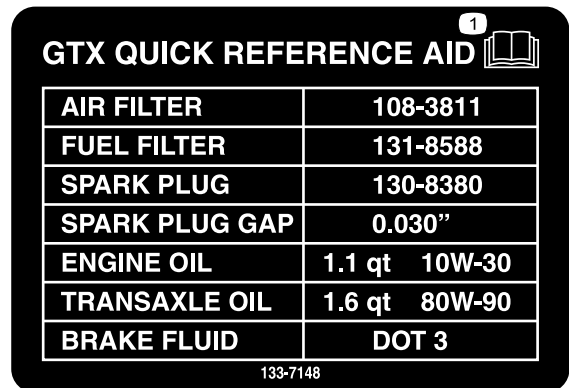 1
GTX QUICK REFERENCE AID
AIR FILTER 108-3811
FUEL FILTER 131-8588
SPARK PLUG 130-8380
SPARK PLUG GAP 0.030”
ENGINE OIL 1.1 qt 10W-30
TRANSAXLE OIL 1.6 qt 80W-90
BRAKE FLUID DOT 3
133-7148